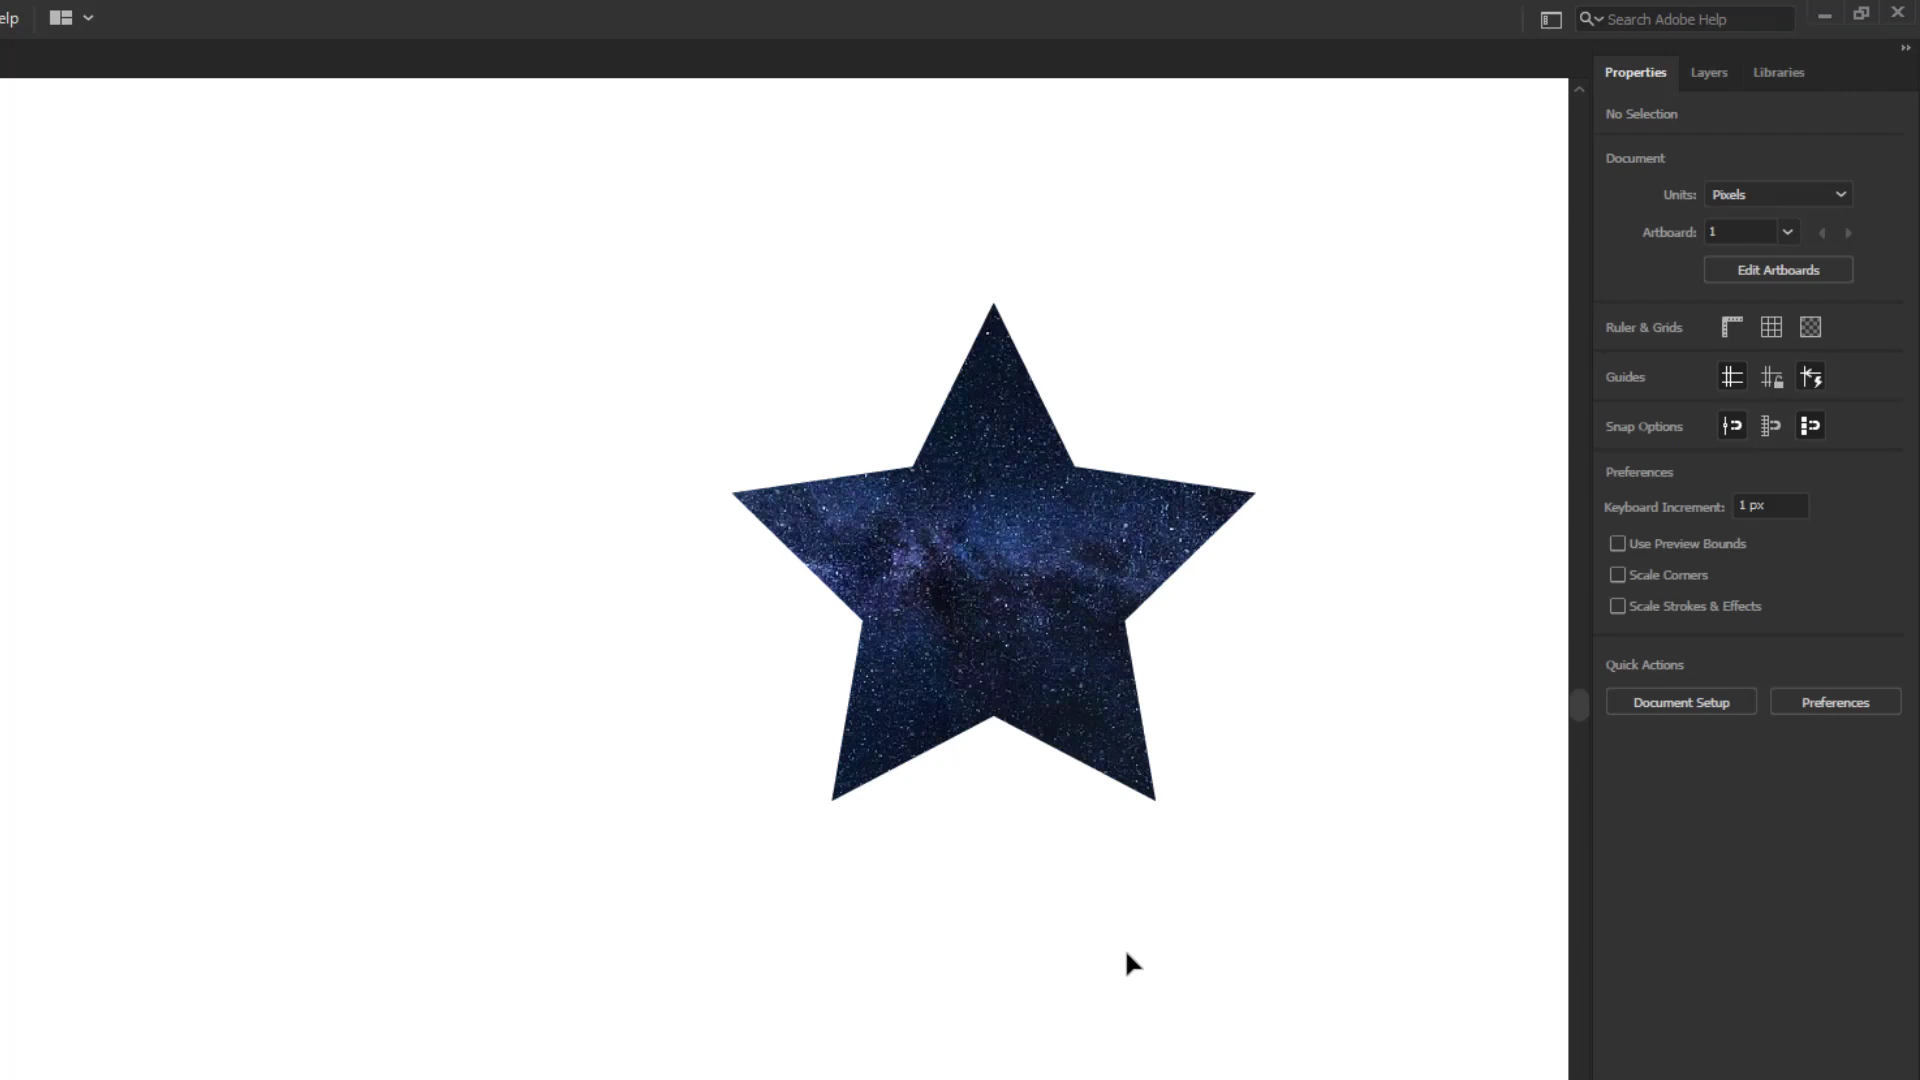 elp
Search Adobe Help
Properties Layers Libraries
No Selection
Document
Units: Pixels
Artboard: 1
Edit Artboards
Ruler & Grids
Guides
Snap Options
Preferences
Keyboard Increment: 1 px
Use Preview Bounds
Scale Corners
Scale Strokes & Effects
Quick Actions
Document Setup Preferences